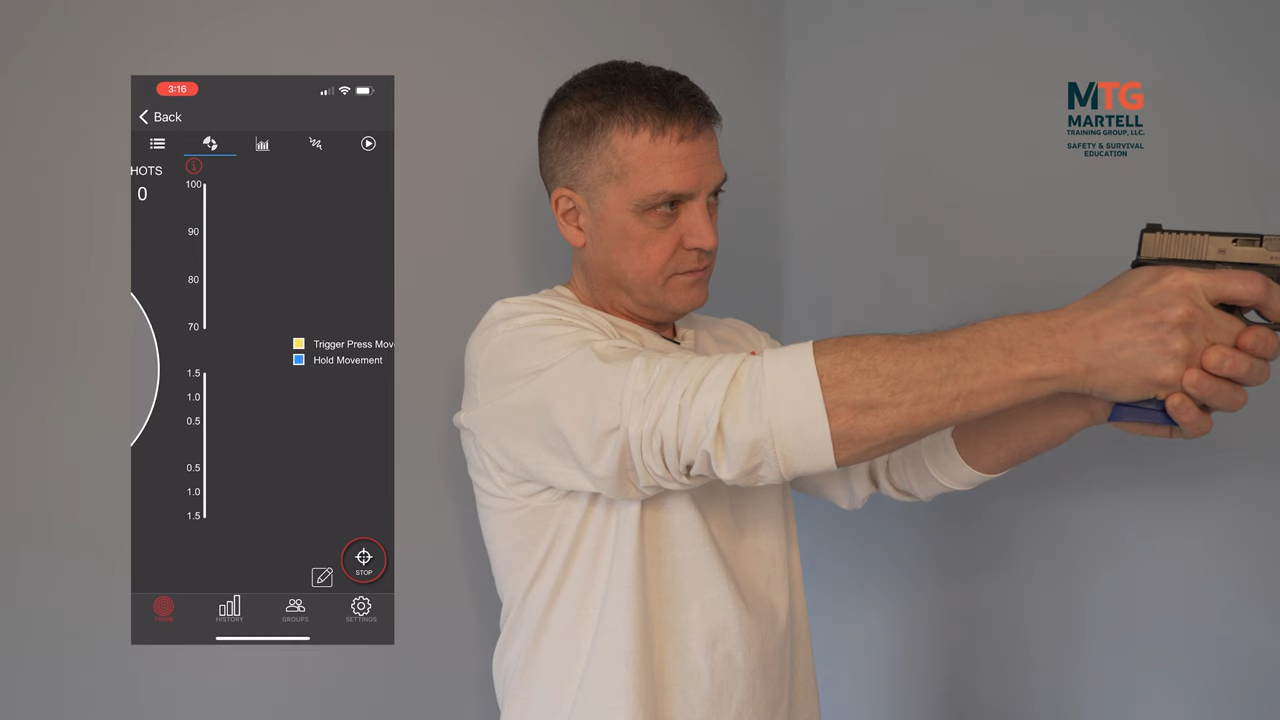 3:16
Back
HOTS
0
100
90
80
70
Trigger Press Mov
Hold Movement
1.5
1.0
0.5
0.5
1.0
1.5
STOP
TRAIN
HISTORY
GROUPS
SETTINGS
MTG
MARTELL
TRAINING GROUP, LLC.
SAFETY & SURVIVAL
EDUCATION